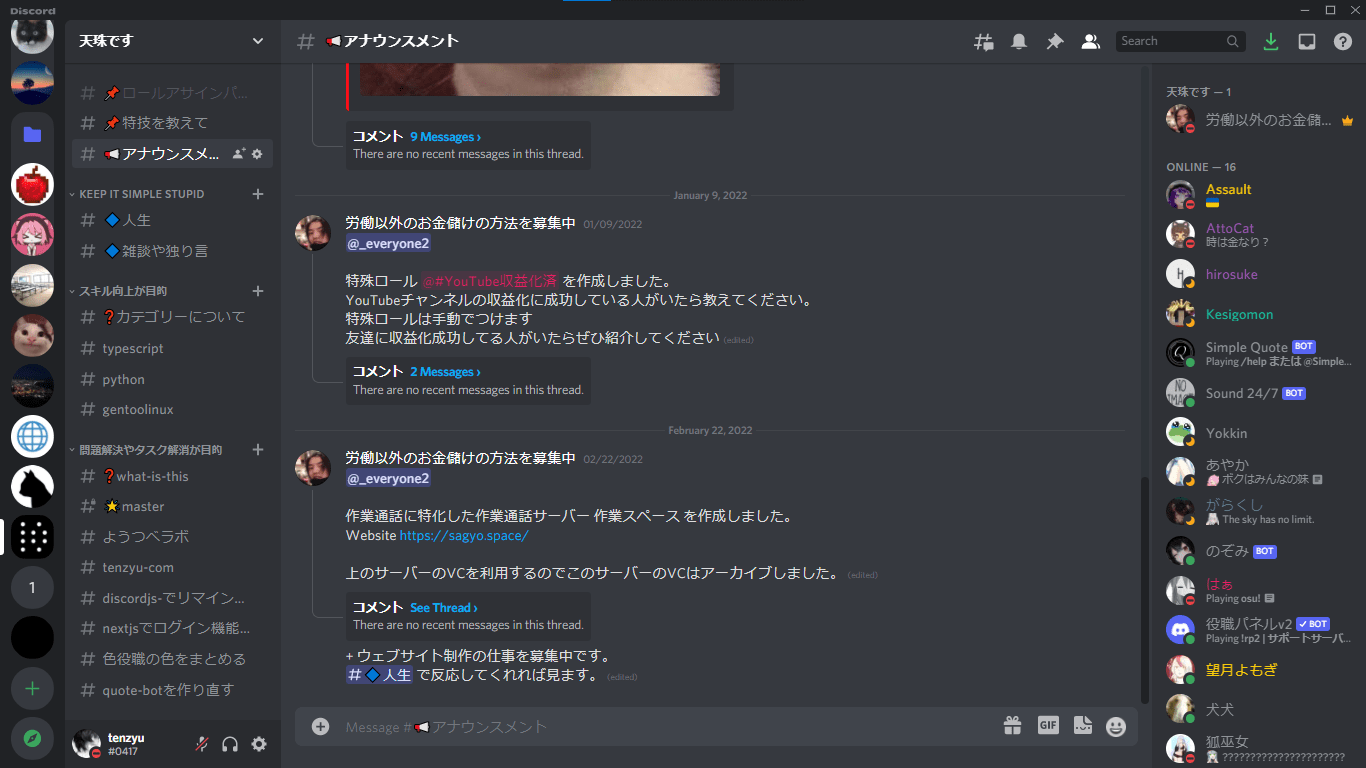 Discord
天珠です
📌ロールアサインパ...
📌特技を教えて
📢アナウンスメ...
KEEP IT SIMPLE STUPID
🔷人生
🔷雑談や独り言
スキル向上が目的
❓カテゴリーについて
typescript
python
gentoolinux
問題解決やタスク解消が目的
❓what-is-this
⭐master
ようつべラボ
tenzyu-com
discordjs-でリマイン...
nextjsでログイン機能...
色役職の色をまとめる
quote-botを作り直す
1
tenzyu
#0417
# 📢アナウンスメント
Search
コメント 9 Messages ›
There are no recent messages in this thread.
January 9, 2022
労働以外のお金儲けの方法を募集中 01/09/2022
@_everyone2
特殊ロール @#YouTube収益化済 を作成しました。
YouTubeチャンネルの収益化に成功している人がいたら教えてください。
特殊ロールは手動でつけます
友達に収益化成功してる人がいたらぜひ紹介してください (edited)
コメント 2 Messages ›
There are no recent messages in this thread.
February 22, 2022
労働以外のお金儲けの方法を募集中 02/22/2022
@_everyone2
作業通話に特化した作業通話サーバー 作業スペース を作成しました。
Website https://sagyo.space/
上のサーバーのVCを利用するのでこのサーバーのVCはアーカイブしました。 (edited)
コメント See Thread ›
There are no recent messages in this thread.
+ ウェブサイト制作の仕事を募集中です。
# 🔷人生 で反応してくれれば見ます。 (edited)
Message #📢アナウンスメント
GIF
天珠です — 1
労働以外のお金儲...
ONLINE — 16
Assault
AttoCat
時は金なり？
H
hirosuke
Kesigomon
Simple Quote BOT
Playing /help または @Simple...
NO IMAG
Sound 24/7 BOT
Yokkin
あやか
ボクはみんなの妹
がらくし
The sky has no limit.
のぞみ BOT
はぁ
Playing osu!
役職パネルv2 ✓ BOT
Playing !rp2 | サポートサーバ...
望月よもぎ
犬犬
狐巫女
??????????????????????